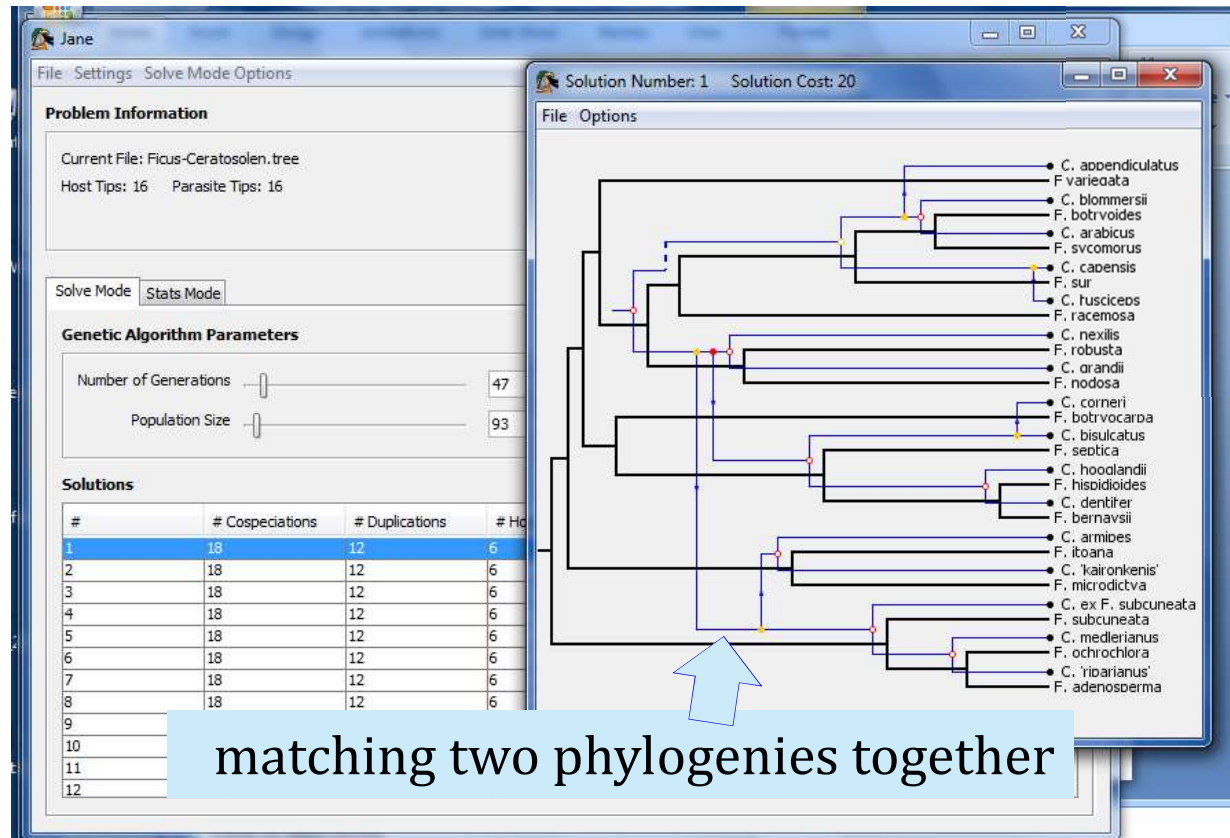 Jane
File Settings Solve Mode Options
Problem Information
Current File: Ficus-Ceratosolen.tree
Host Tips: 16 Parasite Tips: 16
Solve Mode Stats Mode
Genetic Algorithm Parameters
Number of Generations 47
Population Size 93
Solutions
# # Cospeciations # Duplications # Ho
1 18 12 6
2 18 12 6
3 18 12 6
4 18 12 6
5 18 12 6
6 18 12 6
7 18 12 6
8 18 12 6
9
10
11
12
Solution Number: 1 Solution Cost: 20
File Options
C. appendiculatus
F variegata
C. blommersii
F. botryoides
C. arabicus
F. sycomorus
C. capensis
F. sur
C. fusciceps
F. racemosa
C. nexilis
F. robusta
C. grandii
F. nodosa
C. corneri
F. botryocarpa
C. bisulcatus
F. septica
C. hooglandii
F. hispidioides
C. dentifer
F. bernaysii
C. armipes
F. itoana
C. 'kaironkenis'
F. microdictya
C. ex F. subcuneata
F. subcuneata
C. medlerianus
F. ochrochlora
C. 'riparianus'
F. adenosperma
matching two phylogenies together